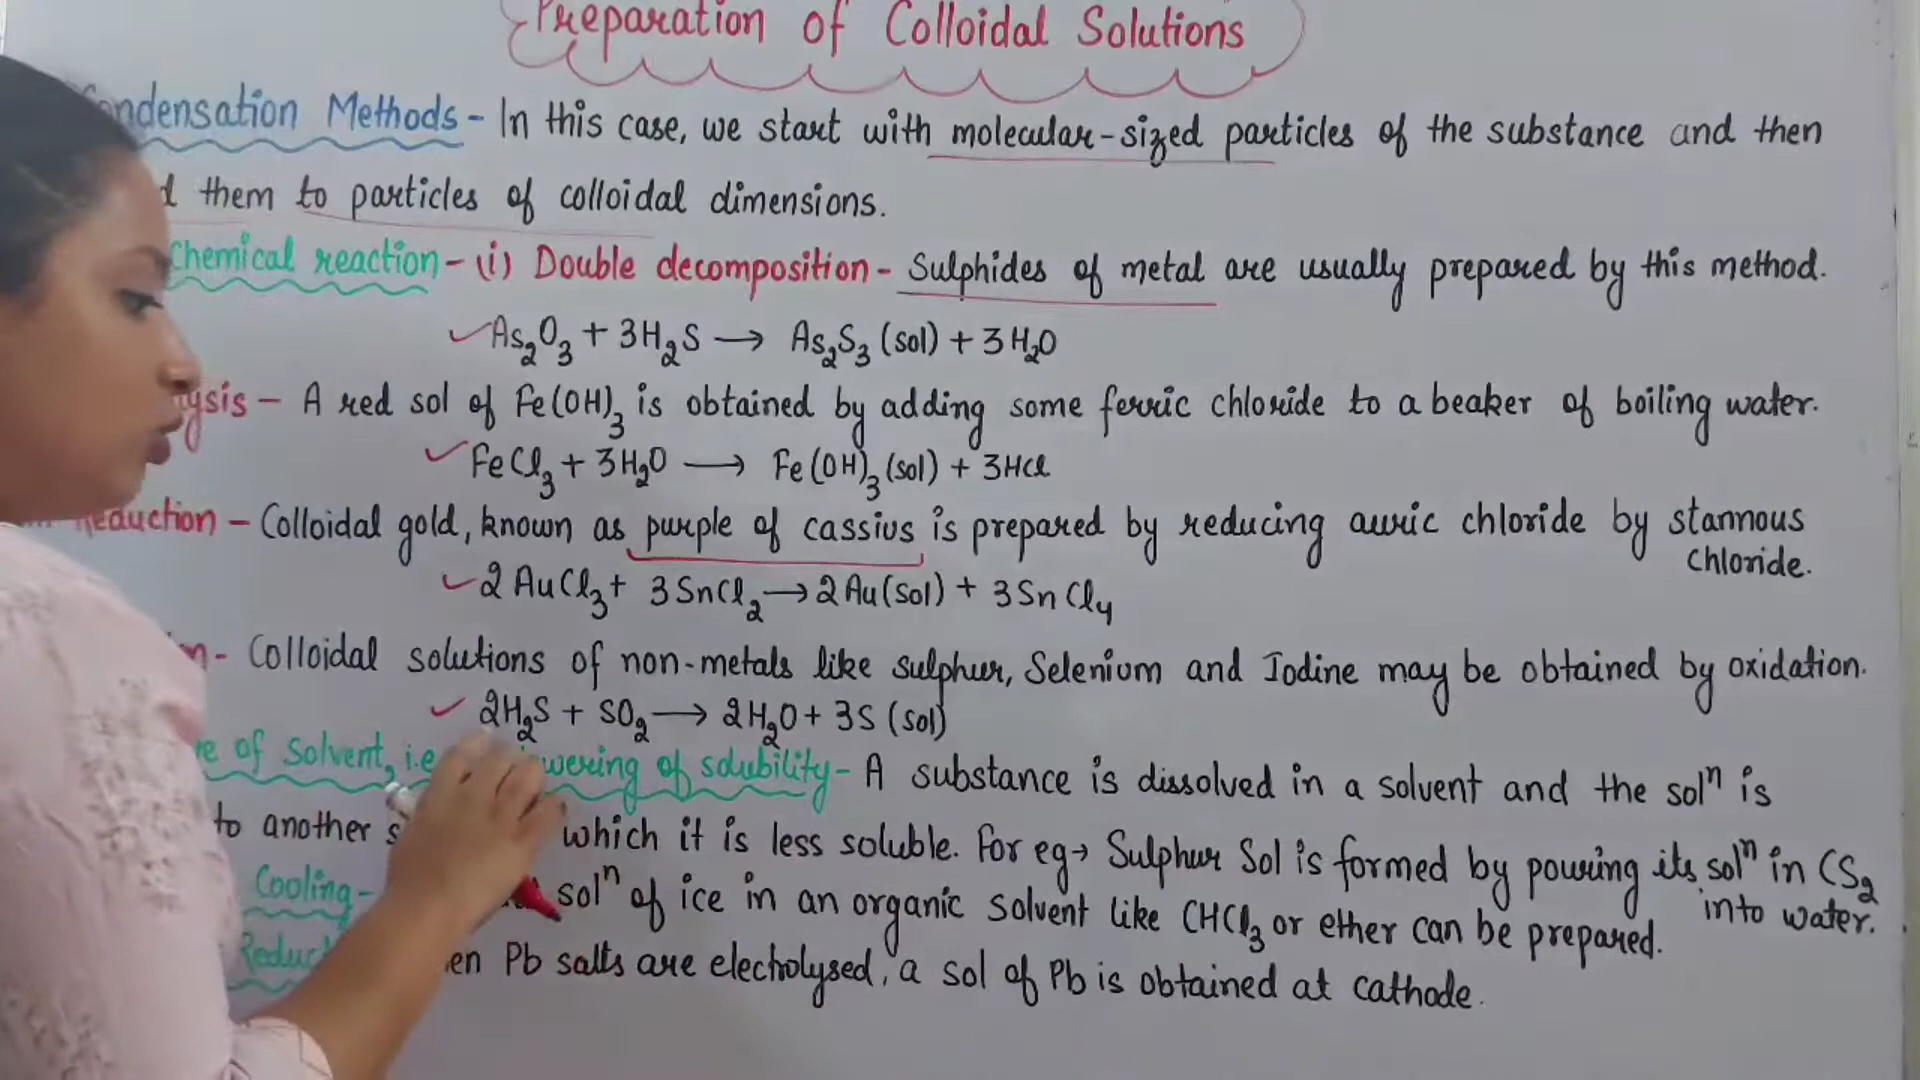 Preparation of Colloidal Solutions
Condensation Methods - In this case, we start with molecular-sized particles of the substance and then
them to particles of colloidal dimensions.
Chemical reaction - (i) Double decomposition - Sulphides of metal are usually prepared by this method.
As₂O₃ + 3H₂S → As₂S₃ (sol) + 3H₂O
- A red sol of Fe(OH)₃ is obtained by adding some ferric chloride to a beaker of boiling water.
FeCl₃ + 3H₂O → Fe(OH)₃ (sol) + 3HCl
Reduction - Colloidal gold, known as purple of cassius is prepared by reducing auric chloride by stannous
chloride.
2AuCl₃ + 3SnCl₂ → 2Au(sol) + 3SnCl₄
- Colloidal solutions of non-metals like sulphur, Selenium and Iodine may be obtained by oxidation.
2H₂S + SO₂ → 2H₂O + 3S (sol)
of Solvent, i.e. lowering of solubility - A substance is dissolved in a solvent and the solⁿ is
to another which it is less soluble. For eg → Sulphur Sol is formed by pouring its solⁿ in CS₂
into water.
Cooling - solⁿ of ice in an organic solvent like CHCl₃ or ether can be prepared.
Pb salts are electrolysed, a sol of Pb is obtained at cathode.